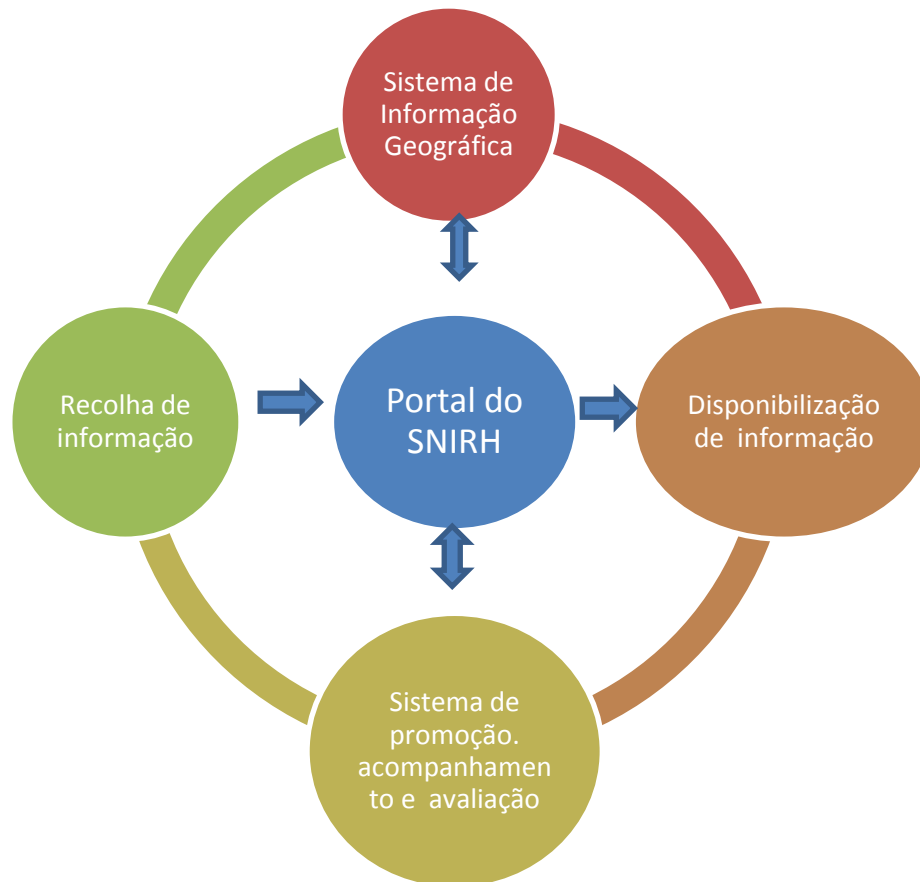 Sistema de
Informação
Geográfica
Recolha de
informação
Portal do
SNIRH
Disponibilização
de informação
Sistema de
promoção.
acompanhamen
to e avaliação